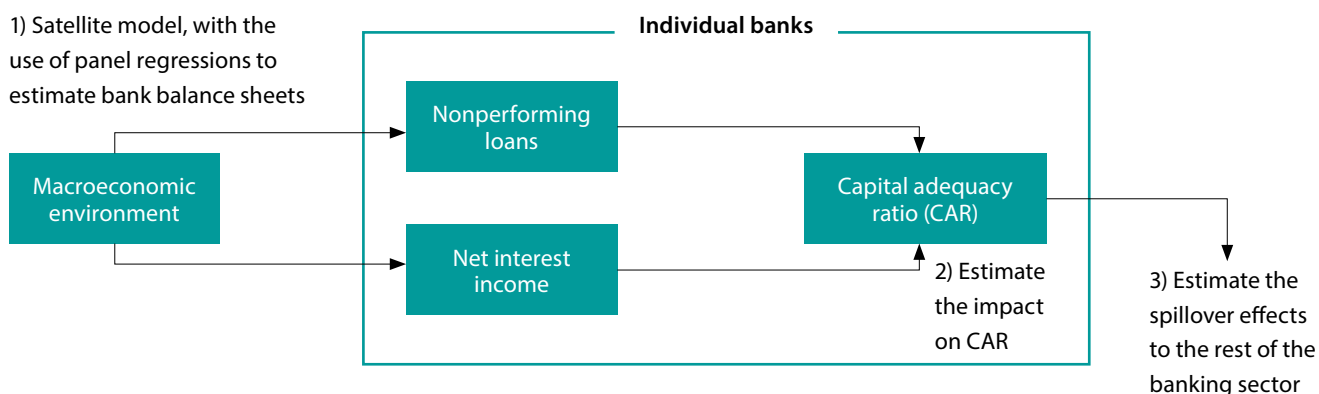 1) Satellite model, with the
use of panel regressions to
estimate bank balance sheets
Individual banks
Macroeconomic
environment
Nonperforming
loans
Net interest
income
Capital adequacy
ratio (CAR)
2) Estimate
the impact
on CAR
3) Estimate the
spillover effects
to the rest of the
banking sector